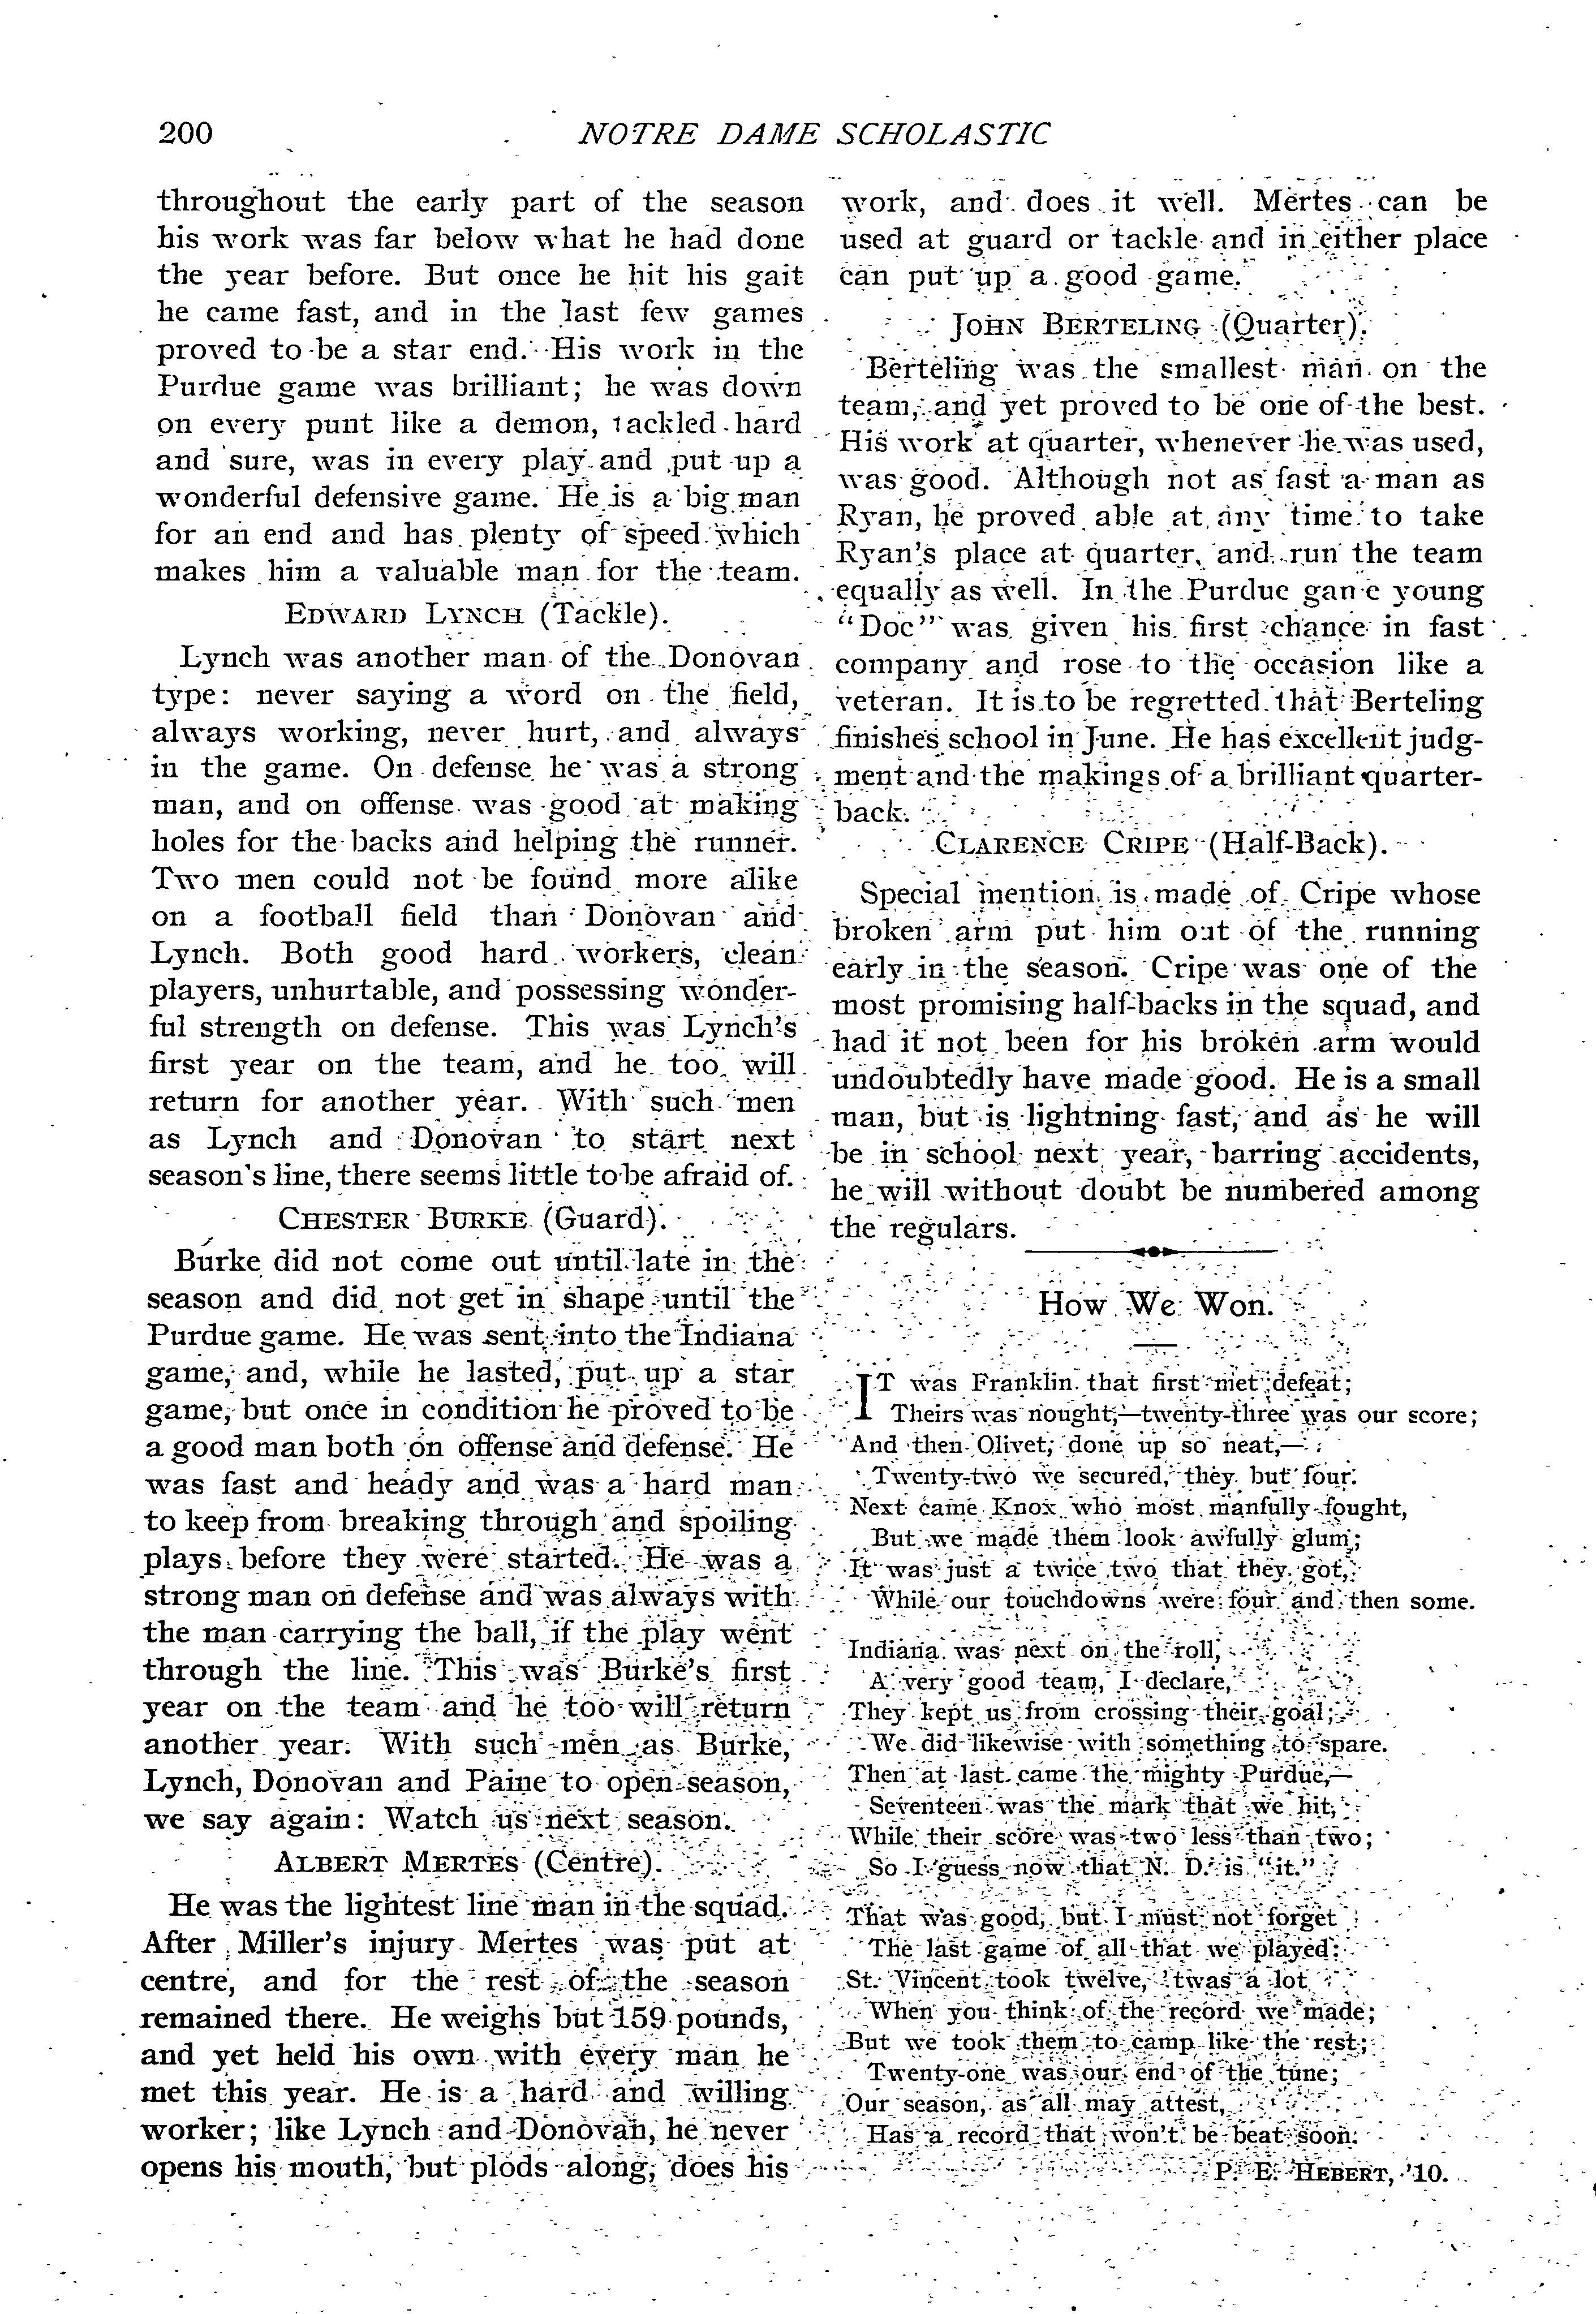 200
NOTRE DAME SCHOLASTIC
throughout the early part of the season
his work was far below what he had done
the year before. But once he hit his gait
he came fast, and in the last few games
proved to be a star end. His work in the
Purdue game was brilliant; he was down
on every punt like a demon, tackled hard
and sure, was in every play and put up a
wonderful defensive game. He is a big man
for an end and has plenty of speed which
makes him a valuable man for the team.
EDWARD LYNCH (Tackle).
Lynch was another man of the Donovan
type: never saying a word on the field,
always working, never hurt, and always
in the game. On defense he was a strong
man, and on offense was good at making
holes for the backs and helping the runner.
Two men could not be found more alike
on a football field than Donovan and
Lynch. Both good hard workers, clean
players, unhurtable, and possessing wonder-
ful strength on defense. This was Lynch's
first year on the team, and he too will
return for another year. With such men
as Lynch and Donovan to start next
season's line, there seems little to be afraid of.
CHESTER BURKE (Guard).
Burke did not come out until late in the
season and did not get in shape until the
Purdue game. He was sent into the Indiana
game, and, while he lasted, put up a star
game, but once in condition he proved to be
a good man both on offense and defense. He
was fast and heady and was a hard man
to keep from breaking through and spoiling
plays before they were started. He was a
strong man on defense and was always with
the man carrying the ball, if the play went
through the line. This was Burke's first
year on the team and he too will return
another year. With such men as Burke,
Lynch, Donovan and Paine to open season,
we say again: Watch us next season.
ALBERT MERTES (Centre).
He was the lightest line man in the squad.
After Miller's injury Mertes was put at
centre, and for the rest of the season
remained there. He weighs but 159 pounds,
and yet held his own with every man he
met this year. He is a hard and willing
worker; like Lynch and Donovan, he never
opens his mouth, but plods along, does his
work, and does it well. Mertes can be
used at guard or tackle and in either place
can put up a good game.
JOHN BERTELING (Quarter).
Berteling was the smallest man on the
team, and yet proved to be one of the best.
His work at quarter, whenever he was used,
was good. Although not as fast a man as
Ryan, he proved able at any time to take
Ryan's place at quarter, and run the team
equally as well. In the Purdue game young
"Doc" was given his first chance in fast
company and rose to the occasion like a
veteran. It is to be regretted that Berteling
finishes school in June. He has excellent judg-
ment and the makings of a brilliant quarter-
back.
CLARENCE CRIPE (Half-Back).
Special mention is made of Cripe whose
broken arm put him out of the running
early in the season. Cripe was one of the
most promising half-backs in the squad, and
had it not been for his broken arm would
undoubtedly have made good. He is a small
man, but is lightning fast, and as he will
be in school next year, barring accidents,
he will without doubt be numbered among
the regulars.
How We Won.
IT was Franklin that first met defeat;
Theirs was nought,—twenty-three was our score;
And then Olivet, done up so neat,—
Twenty-two we secured, they but four.
Next came Knox who most manfully fought,
But we made them look awfully glum;
It was just a twice two that they got,
While our touchdowns were four and then some.
Indiana was next on the roll,
A very good team, I declare,
They kept us from crossing their goal;
We did likewise with something to spare.
Then at last came the mighty Purdue,—
Seventeen was the mark that we hit,
While their score was two less than two;
So I guess now that N. D. is "it."
That was good, but I must not forget
The last game of all that we played:
St. Vincent took twelve, 'twas a lot
When you think of the record we made;
But we took them to camp like the rest;
Twenty-one was our end of the tune;
Our season, as all may attest,
Has a record that won't be beat soon.
P. E. HEBERT, '10.